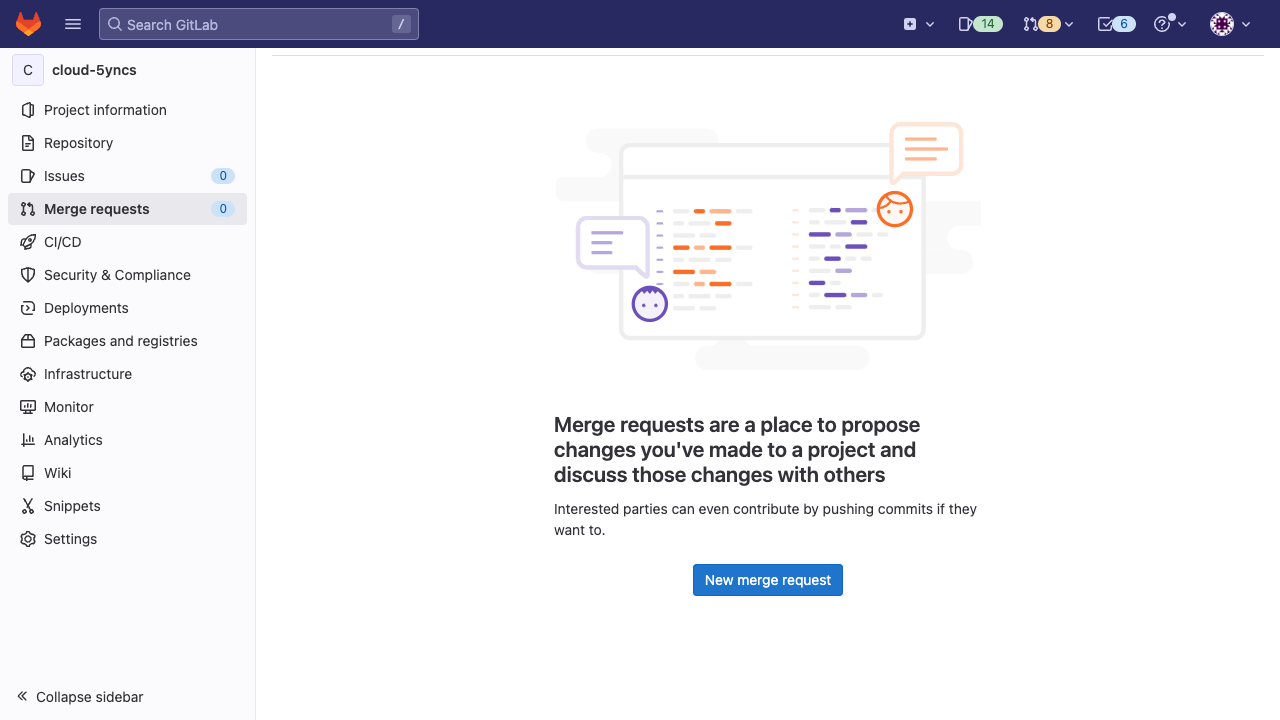 Search GitLab
/
14
8
6
C
cloud-5yncs
Project information
Repository
Issues
0
Merge requests
0
CI/CD
Security & Compliance
Deployments
Packages and registries
Infrastructure
Monitor
Analytics
Wiki
Snippets
Settings
Collapse sidebar
Merge requests are a place to propose
changes you've made to a project and
discuss those changes with others
Interested parties can even contribute by pushing commits if they
want to.
New merge request